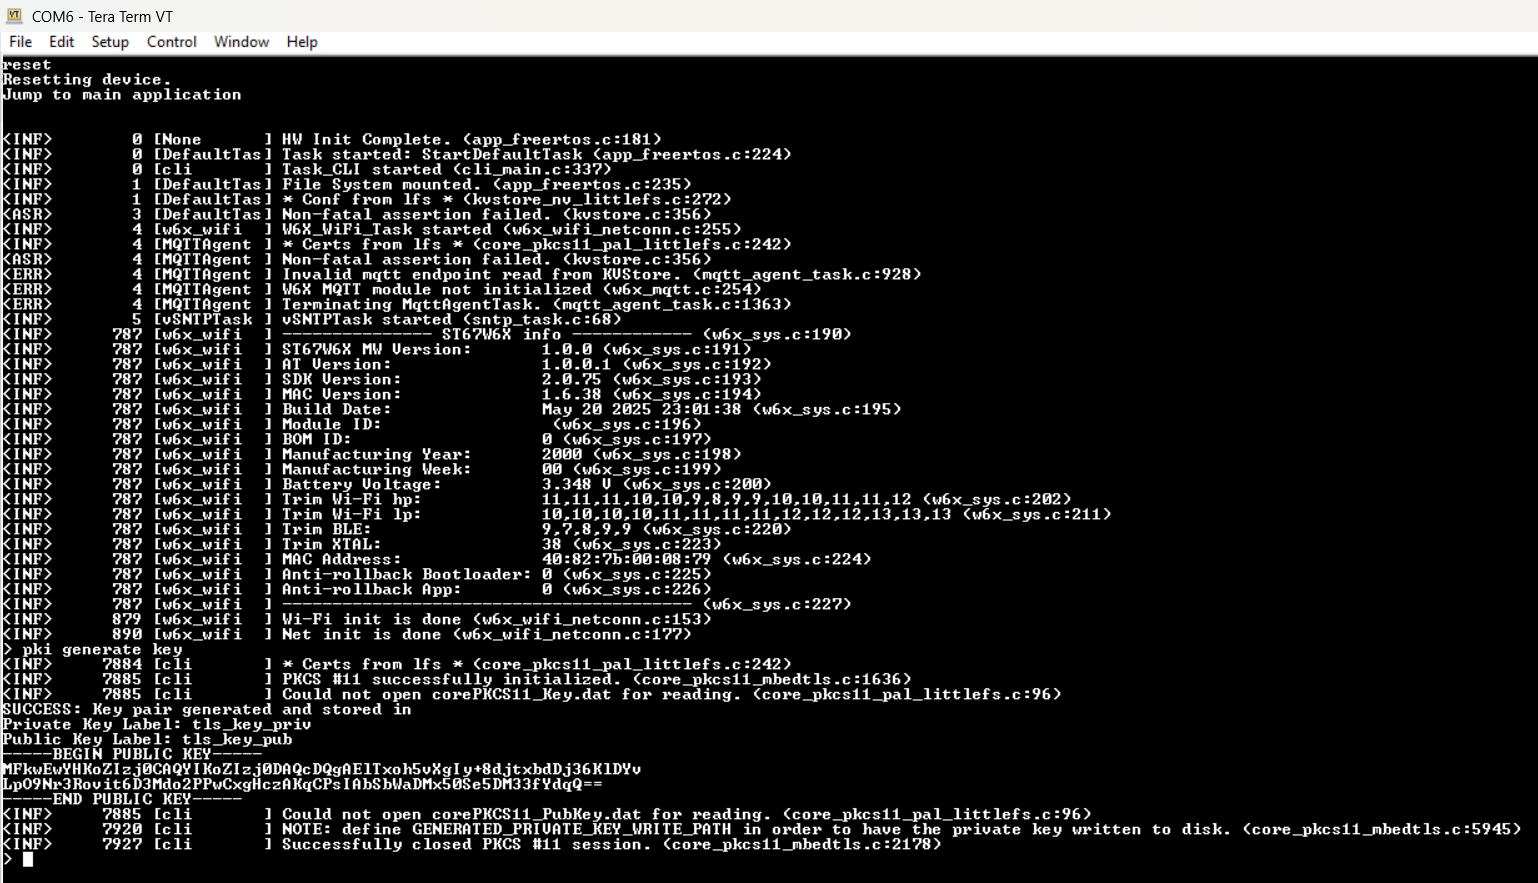 COM6 - Tera Term VT
File Edit Setup Control Window Help
reset
Resetting device.
Jump to main application
<INF>        0 [None      ] HW Init Complete. (app_freertos.c:181)
<INF>        0 [DefaultTas] Task started: StartDefaultTask (app_freertos.c:224)
<INF>        0 [cli       ] Task_CLI started (cli_main.c:337)
<INF>        1 [DefaultTas] File System mounted. (app_freertos.c:235)
<INF>        1 [DefaultTas] * Conf from lfs * (kvstore_nv_littlefs.c:272)
<ASR>        3 [DefaultTas] Non-fatal assertion failed. (kvstore.c:356)
<INF>        4 [w6x_wifi  ] W6X_WiFi_Task started (w6x_wifi_netconn.c:255)
<INF>        4 [MQTTAgent ] * Certs from lfs * (core_pkcs11_pal_littlefs.c:242)
<ASR>        4 [MQTTAgent ] Non-fatal assertion failed. (kvstore.c:356)
<ERR>        4 [MQTTAgent ] Invalid mqtt endpoint read from KVStore. (mqtt_agent_task.c:928)
<ERR>        4 [MQTTAgent ] W6X MQTT module not initialized (w6x_mqtt.c:254)
<ERR>        4 [MQTTAgent ] Terminating MqttAgentTask. (mqtt_agent_task.c:1363)
<INF>        5 [vSNTPTask ] vSNTPTask started (sntp_task.c:68)
<INF>      787 [w6x_wifi  ] --------------- ST67W6X info ------------ (w6x_sys.c:190)
<INF>      787 [w6x_wifi  ] ST67W6X MW Version:       1.0.0 (w6x_sys.c:191)
<INF>      787 [w6x_wifi  ] AT Version:               1.0.0.1 (w6x_sys.c:192)
<INF>      787 [w6x_wifi  ] SDK Version:              2.0.75 (w6x_sys.c:193)
<INF>      787 [w6x_wifi  ] MAC Version:              1.6.38 (w6x_sys.c:194)
<INF>      787 [w6x_wifi  ] Build Date:               May 20 2025 23:01:38 (w6x_sys.c:195)
<INF>      787 [w6x_wifi  ] Module ID:                 (w6x_sys.c:196)
<INF>      787 [w6x_wifi  ] BOM ID:                   0 (w6x_sys.c:197)
<INF>      787 [w6x_wifi  ] Manufacturing Year:       2000 (w6x_sys.c:198)
<INF>      787 [w6x_wifi  ] Manufacturing Week:       00 (w6x_sys.c:199)
<INF>      787 [w6x_wifi  ] Battery Voltage:          3.348 V (w6x_sys.c:200)
<INF>      787 [w6x_wifi  ] Trim Wi-Fi hp:            11,11,11,10,10,9,8,9,9,10,10,11,11,12 (w6x_sys.c:202)
<INF>      787 [w6x_wifi  ] Trim Wi-Fi lp:            10,10,10,10,11,11,11,11,12,12,12,13,13,13 (w6x_sys.c:211)
<INF>      787 [w6x_wifi  ] Trim BLE:                 9,7,8,9,9 (w6x_sys.c:220)
<INF>      787 [w6x_wifi  ] Trim XTAL:                38 (w6x_sys.c:223)
<INF>      787 [w6x_wifi  ] MAC Address:              40:82:7b:00:08:79 (w6x_sys.c:224)
<INF>      787 [w6x_wifi  ] Anti-rollback Bootloader: 0 (w6x_sys.c:225)
<INF>      787 [w6x_wifi  ] Anti-rollback App:        0 (w6x_sys.c:226)
<INF>      787 [w6x_wifi  ] ----------------------------------------- (w6x_sys.c:227)
<INF>      879 [w6x_wifi  ] Wi-Fi init is done (w6x_wifi_netconn.c:153)
<INF>      890 [w6x_wifi  ] Net init is done (w6x_wifi_netconn.c:177)
> pki generate key
<INF>     7884 [cli       ] * Certs from lfs * (core_pkcs11_pal_littlefs.c:242)
<INF>     7885 [cli       ] PKCS #11 successfully initialized. (core_pkcs11_mbedtls.c:1636)
<INF>     7885 [cli       ] Could not open corePKCS11_Key.dat for reading. (core_pkcs11_pal_littlefs.c:96)
SUCCESS: Key pair generated and stored in
Private Key Label: tls_key_priv
Public Key Label: tls_key_pub
-----BEGIN PUBLIC KEY-----
MFkwEwYHKoZIzj0CAQYIKoZIzj0DAQcDQgAElTxoh5vXgIy+8djtxbdDj36KlDYv
LpO9Nr3Rovit6D3Mdo2PPwCxgHczAKqCPsIAbSbWaDMx50Se5DM33fYdqQ==
-----END PUBLIC KEY-----
<INF>     7885 [cli       ] Could not open corePKCS11_PubKey.dat for reading. (core_pkcs11_pal_littlefs.c:96)
<INF>     7920 [cli       ] NOTE: define GENERATED_PRIVATE_KEY_WRITE_PATH in order to have the private key written to disk. (core_pkcs11_mbedtls.c:5945)
<INF>     7927 [cli       ] Successfully closed PKCS #11 session. (core_pkcs11_mbedtls.c:2178)
>